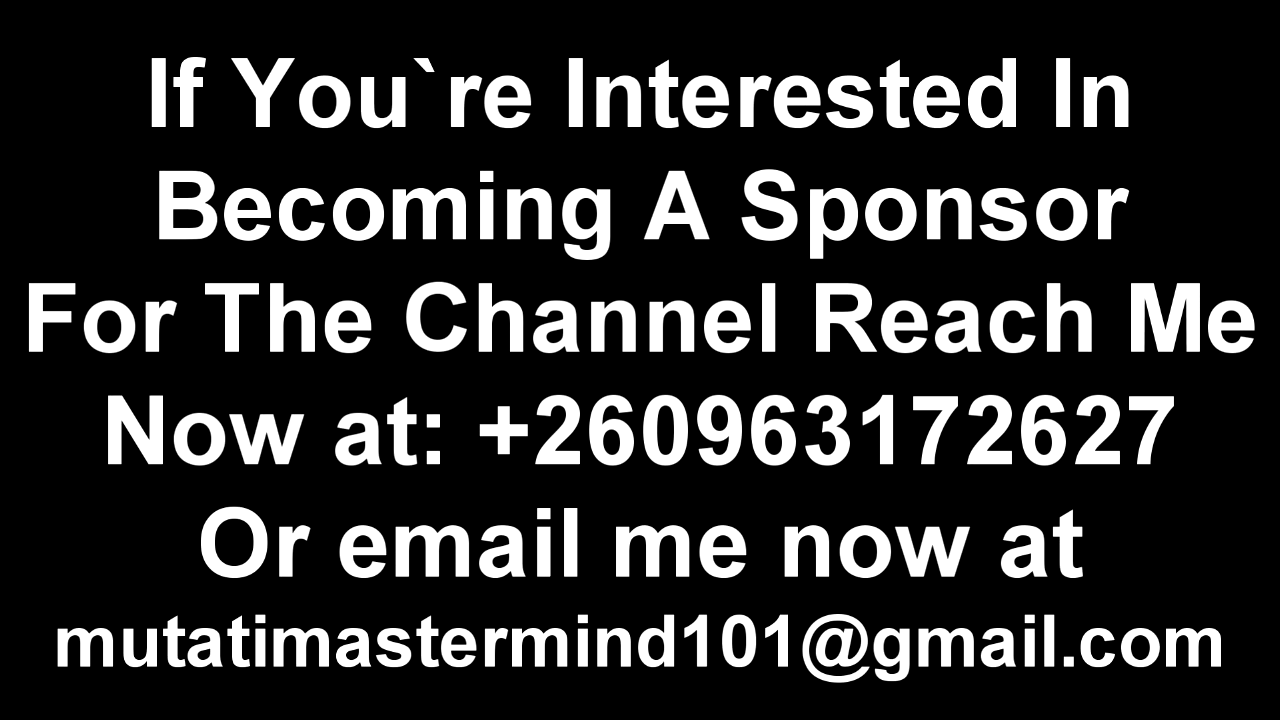 If You`re Interested In
Becoming A Sponsor
For The Channel Reach Me
Now at: +260963172627
Or email me now at
mutatimastermind101@gmail.com